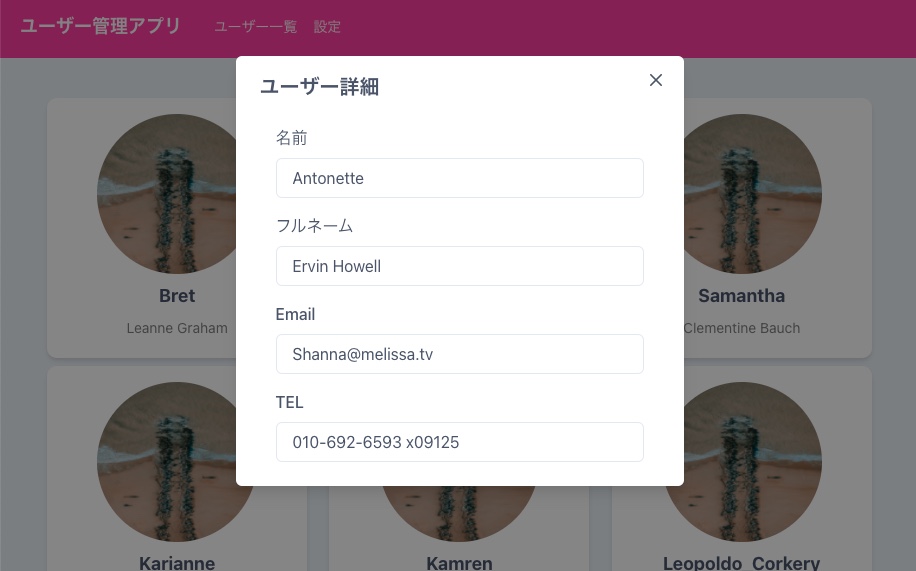 ユーザー管理アプリ ユーザー一覧 設定
ユーザー詳細
名前
Antonette
フルネーム
Ervin Howell
Email
Shanna@melissa.tv
TEL
010-692-6593 x09125
Bret
Leanne Graham
Samantha
Clementine Bauch
Karianne
Kamren
Leopoldo_Corkery